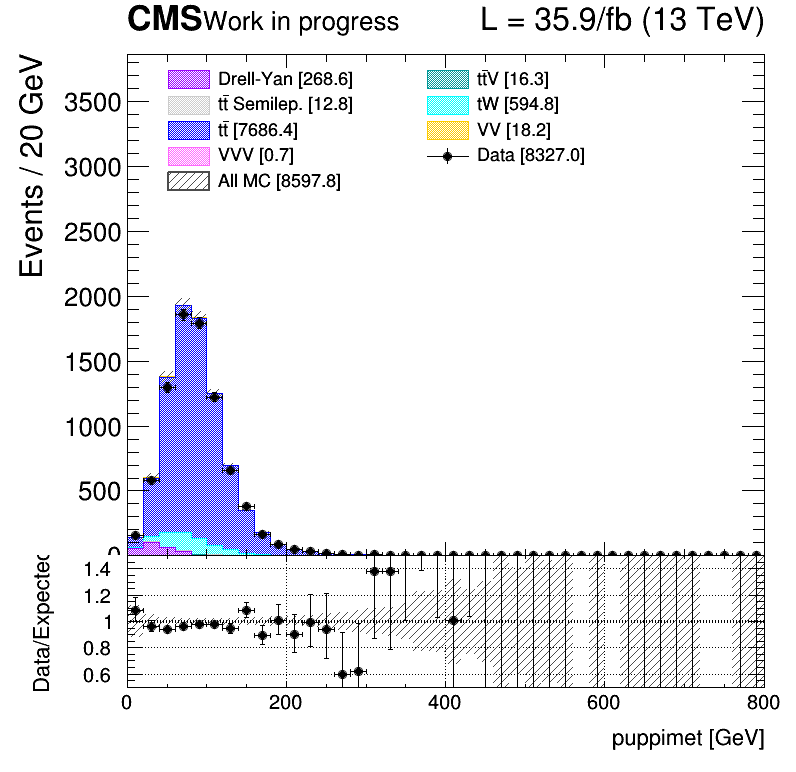 CMS Work in progress L = 35.9/fb (13 TeV)
Events / 20 GeV
Drell-Yan [268.6]
tt̄ Semilep. [12.8]
tt̄ [7686.4]
VVV [0.7]
All MC [8597.8]
tt̄V [16.3]
tW [594.8]
VV [18.2]
Data [8327.0]
3500
3000
2500
2000
1500
1000
500
0
Data/Expected
1.4
1.2
1
0.8
0.6
0 200 400 600 800
puppimet [GeV]